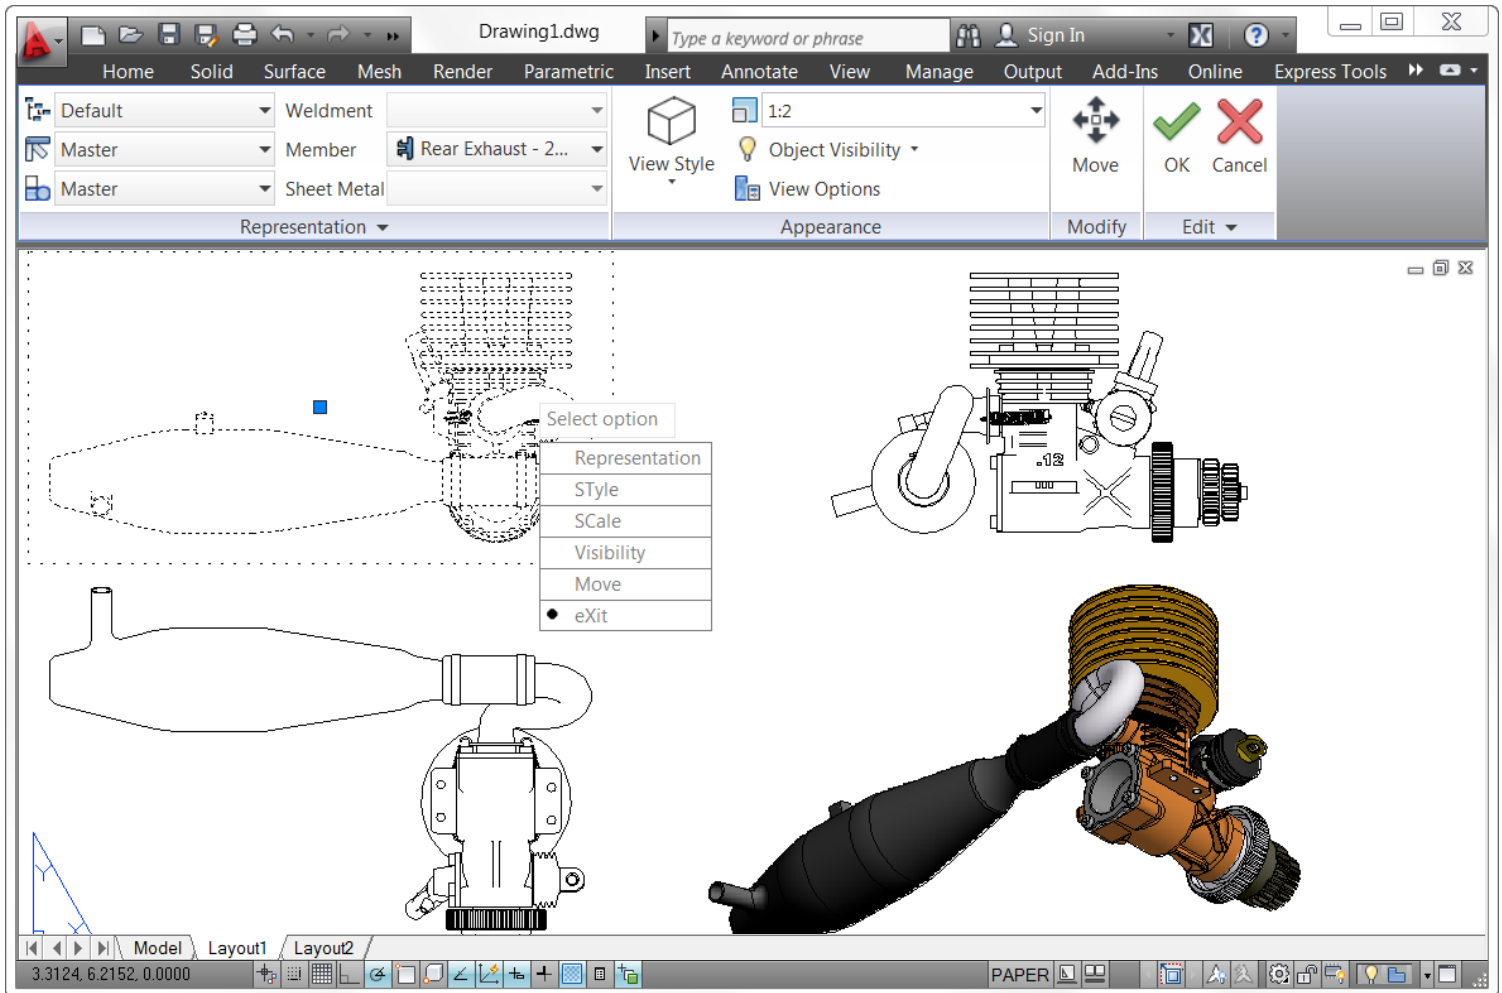 Drawing1.dwg
Type a keyword or phrase
Sign In
Home Solid Surface Mesh Render Parametric Insert Annotate View Manage Output Add-Ins Online Express Tools
Default Weldment
Master Member Rear Exhaust - 2...
Master Sheet Metal
Representation
View Style
1:2
Object Visibility
View Options
Appearance
Move
Modify
OK Cancel
Edit
Select option
Representation
STyle
SCale
Visibility
Move
eXit
.12
Y
X
Model Layout1 Layout2
3.3124, 6.2152, 0.0000
PAPER